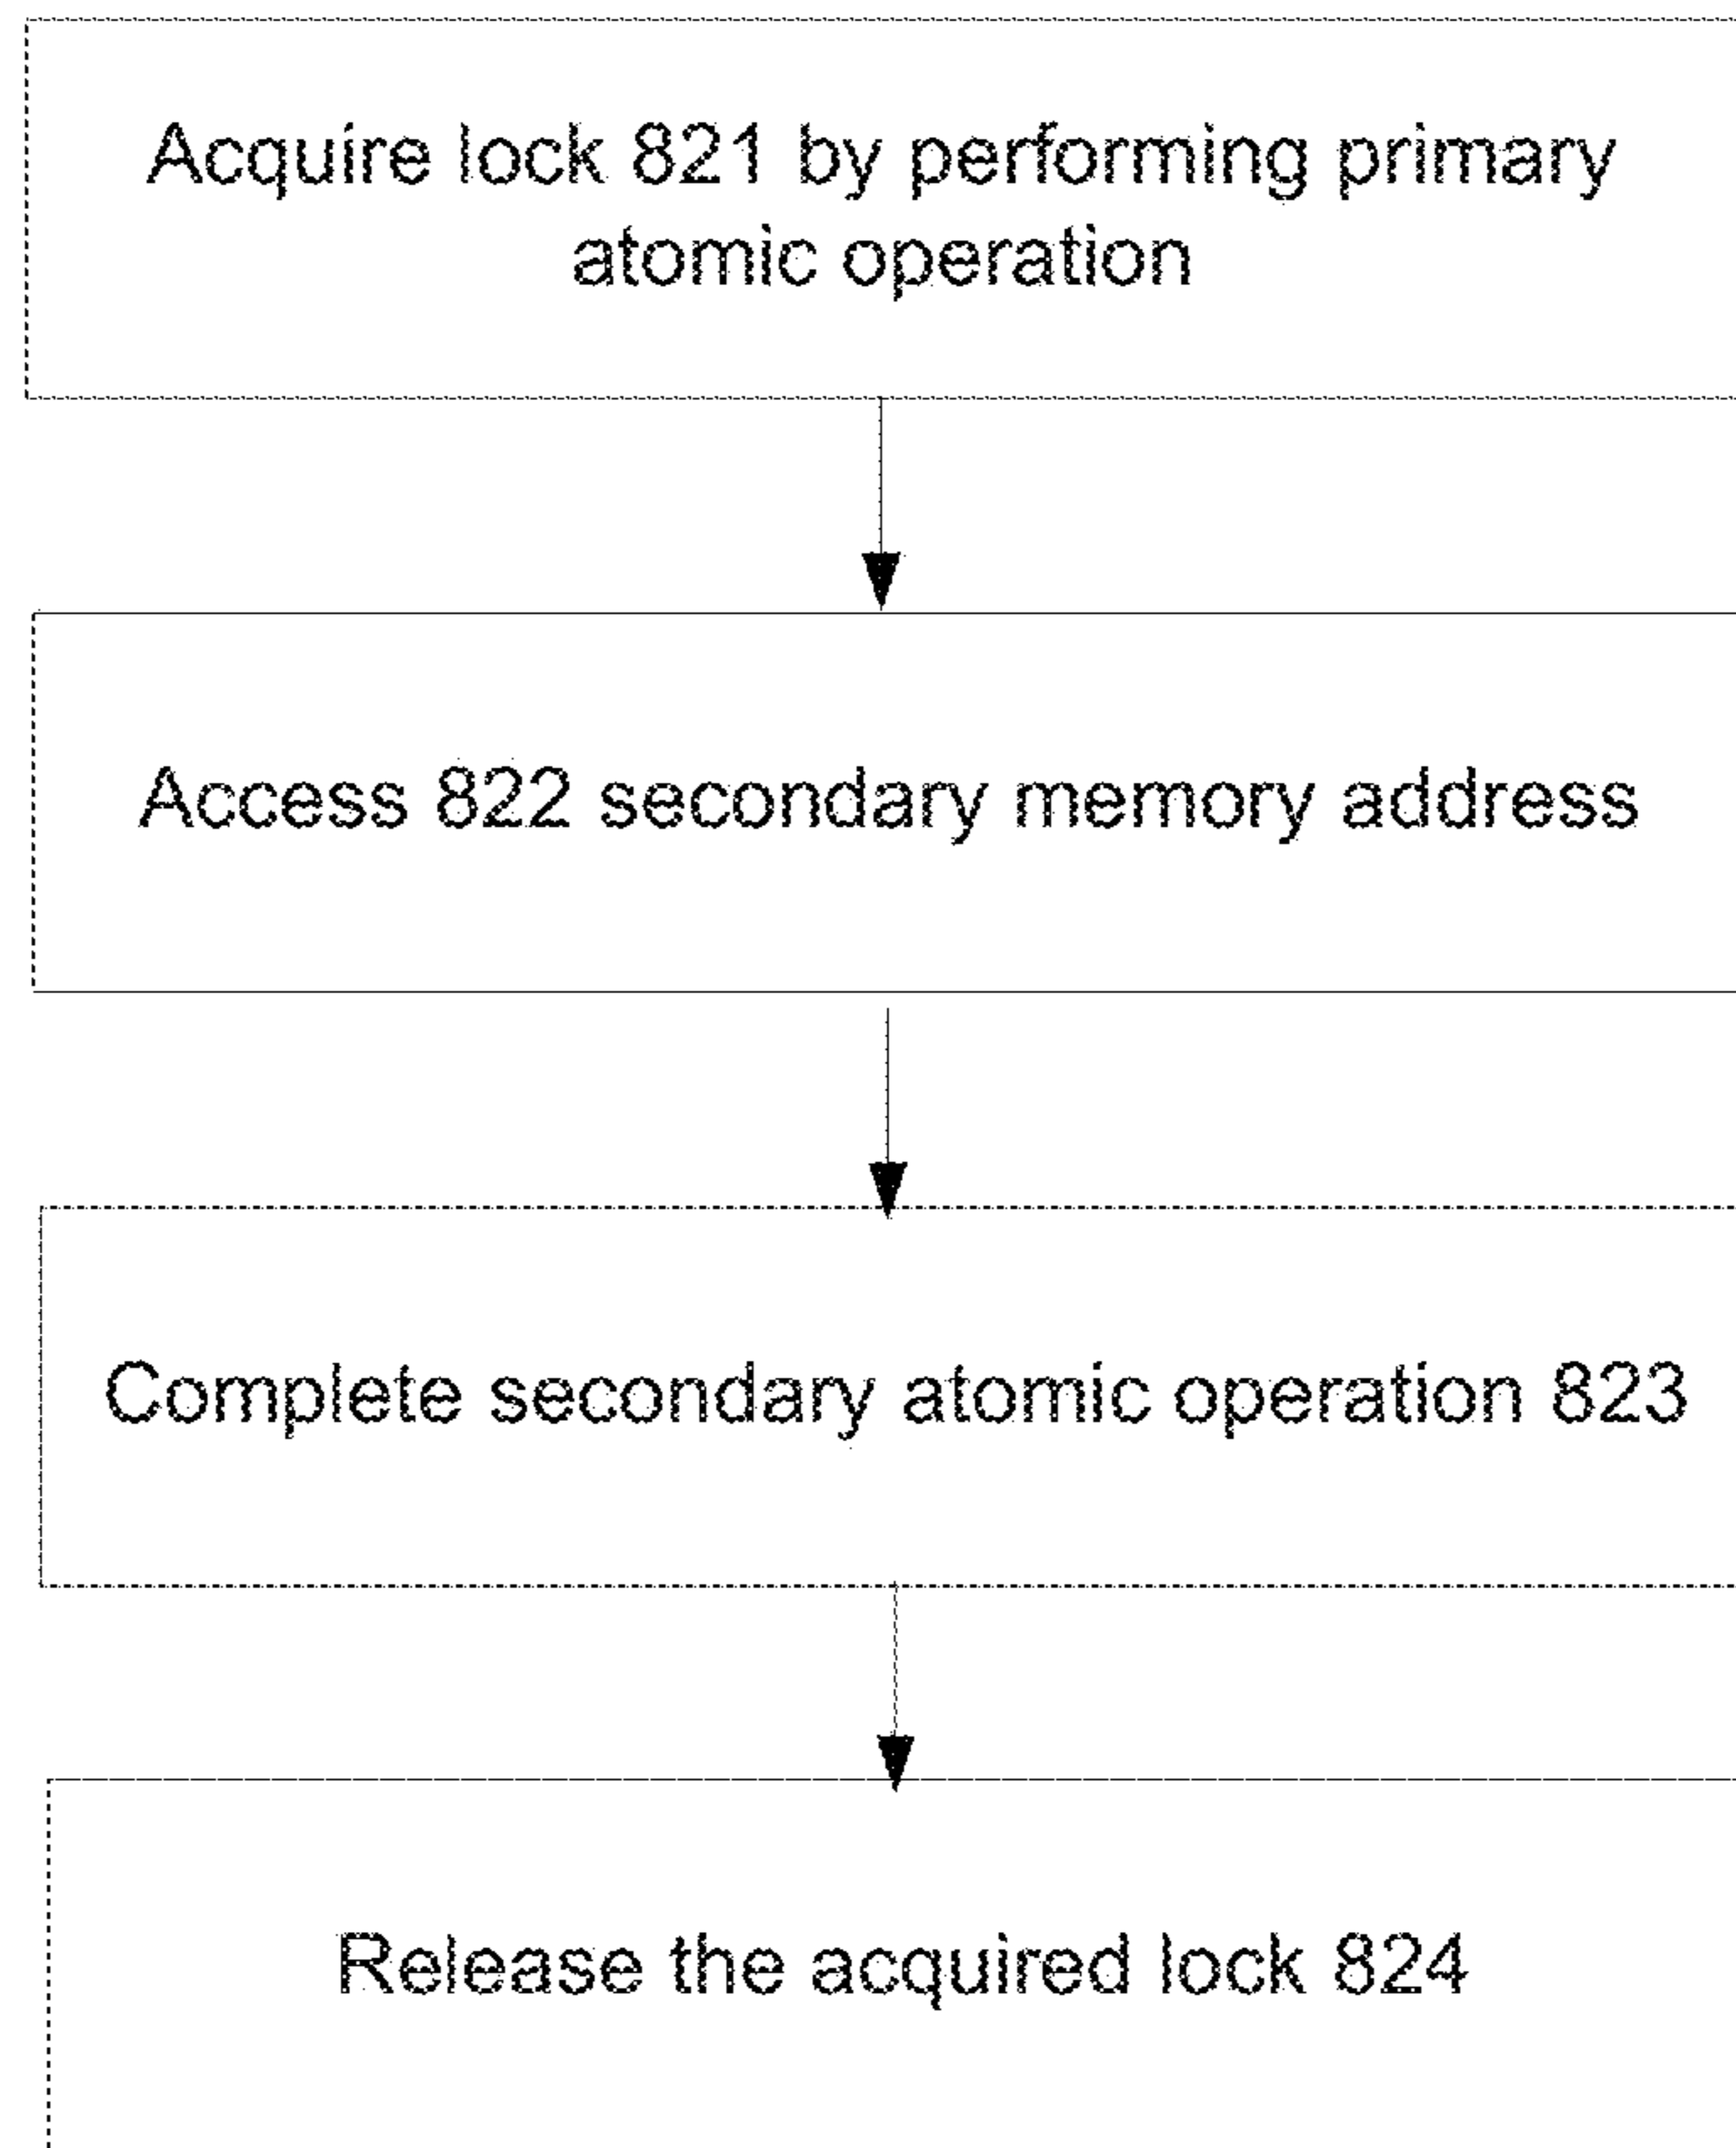 Acquire lock 821 by performing primary
atomic operation
Access 822 secondary memory address
Complete secondary atomic operation 823
Release the acquired lock 824